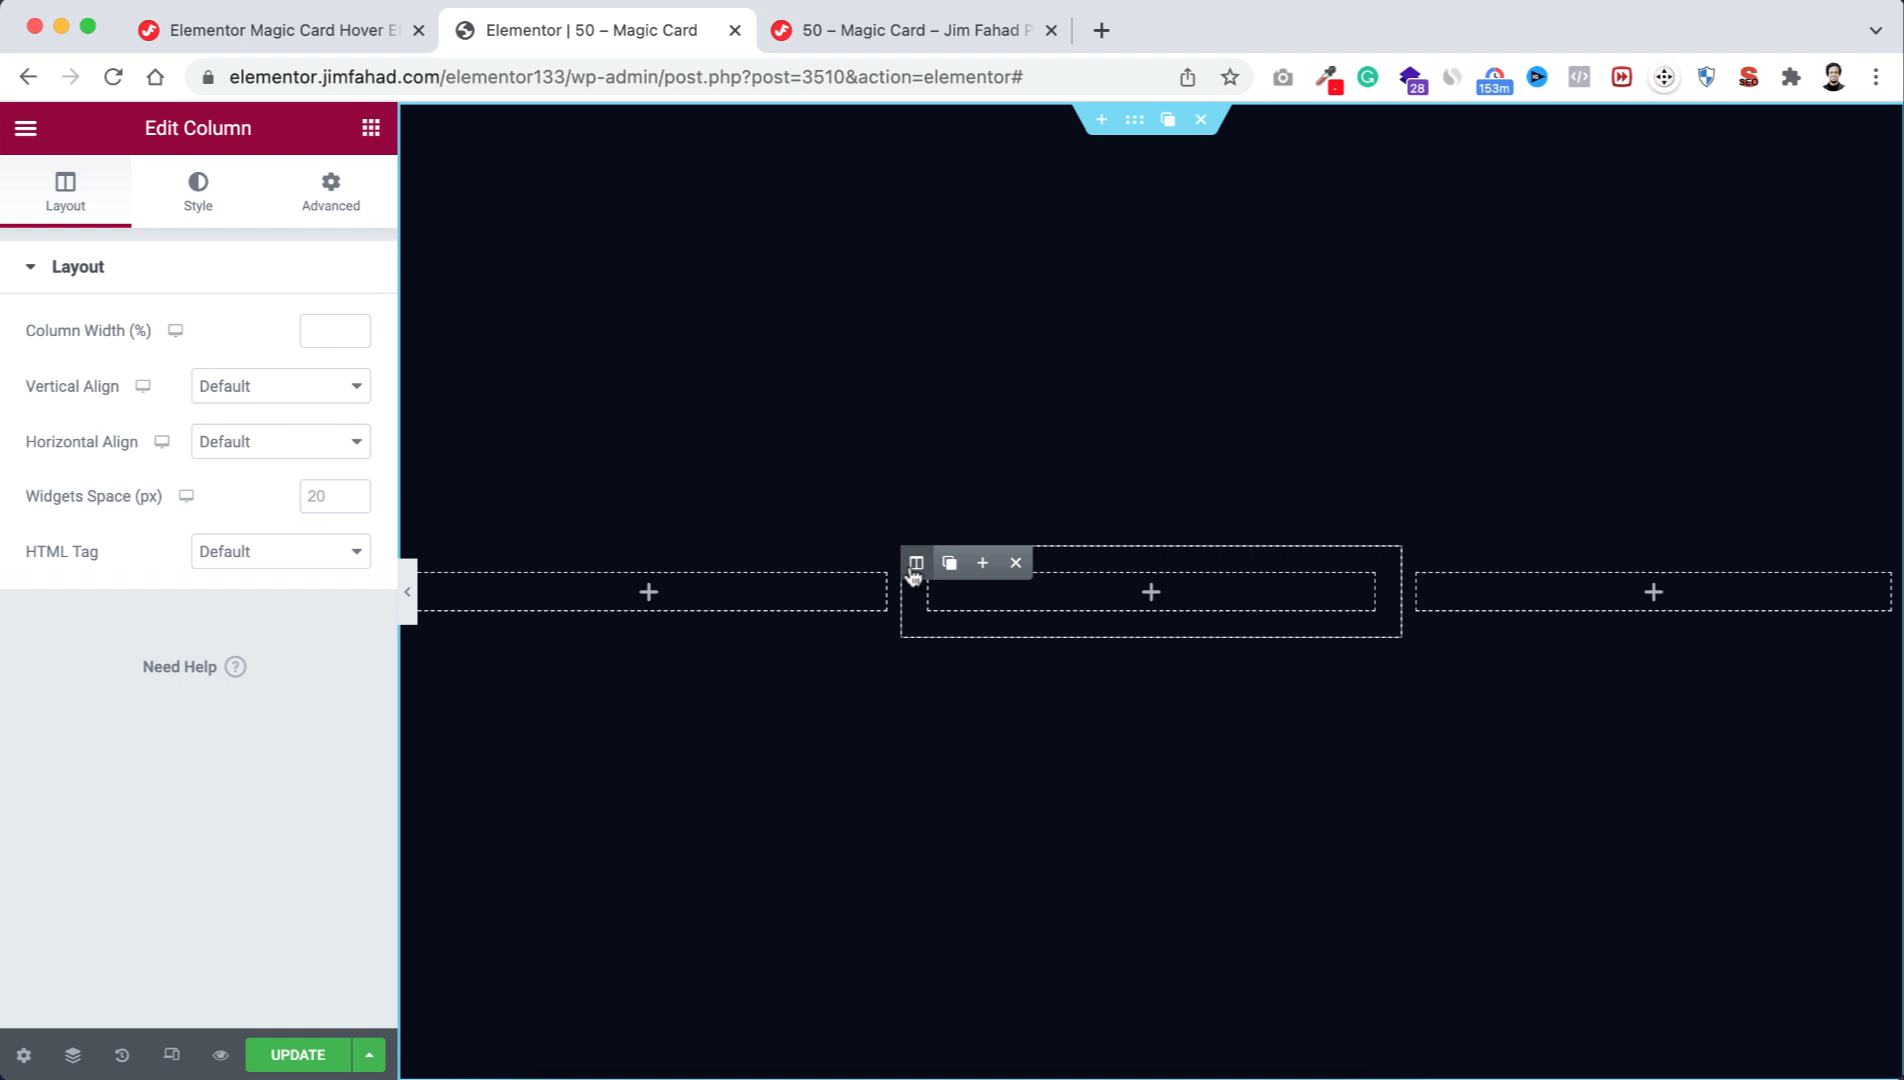 Elementor Magic Card Hover E
Elementor | 50 – Magic Card
50 – Magic Card – Jim Fahad P
elementor.jimfahad.com/elementor133/wp-admin/post.php?post=3510&action=elementor#
28
153m
SEO
Edit Column
Layout
Style
Advanced
Layout
Column Width (%)
Vertical Align
Default
Horizontal Align
Default
Widgets Space (px)
20
HTML Tag
Default
Need Help
UPDATE